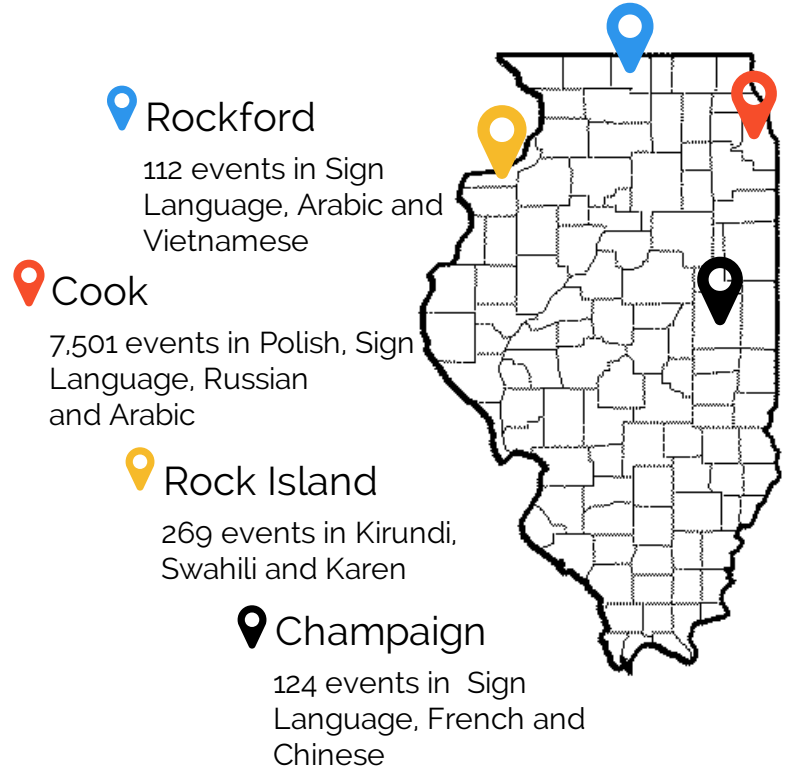 Rockford
112 events in Sign
Language, Arabic and
Vietnamese
Cook
7,501 events in Polish, Sign
Language, Russian
and Arabic
Rock Island
269 events in Kirundi,
Swahili and Karen
Champaign
124 events in  Sign
Language, French and
Chinese